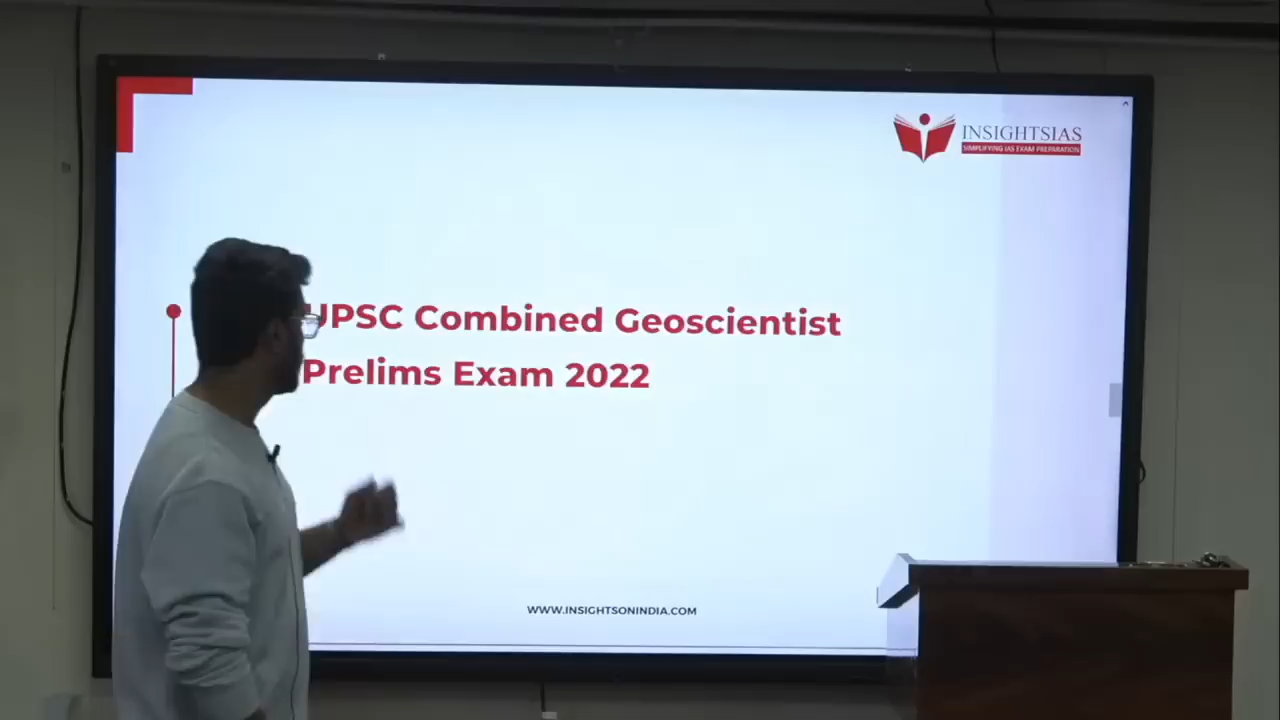 INSIGHTSIAS
SIMPLIFYING IAS EXAM PREPARATION
UPSC Combined Geoscientist
Prelims Exam 2022
WWW.INSIGHTSONINDIA.COM